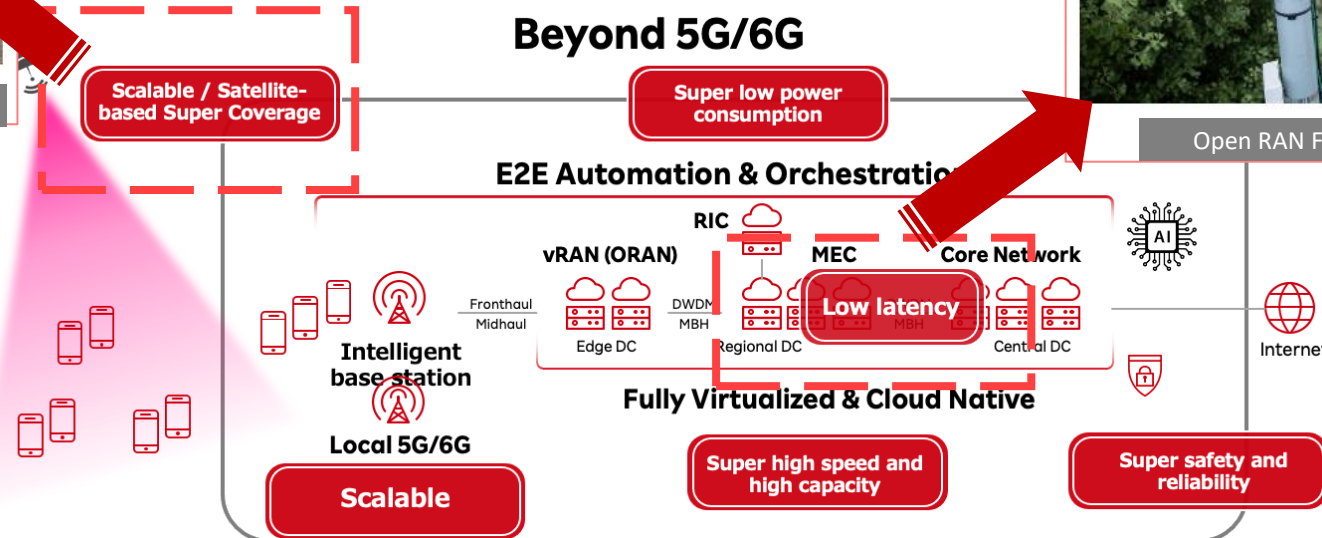 Beyond 5G/6G
Scalable / Satellite-
based Super Coverage
Super low power
consumption
Open RAN F
E2E Automation & Orchestratio
RIC
vRAN (ORAN)
MEC
Core Network
AI
Fronthaul
Midhaul
DWDM
MBH
Low latency
MBH
Edge DC
Regional DC
Central DC
Internet
Intelligent
base station
Local 5G/6G
Fully Virtualized & Cloud Native
Scalable
Super high speed and
high capacity
Super safety and
reliability